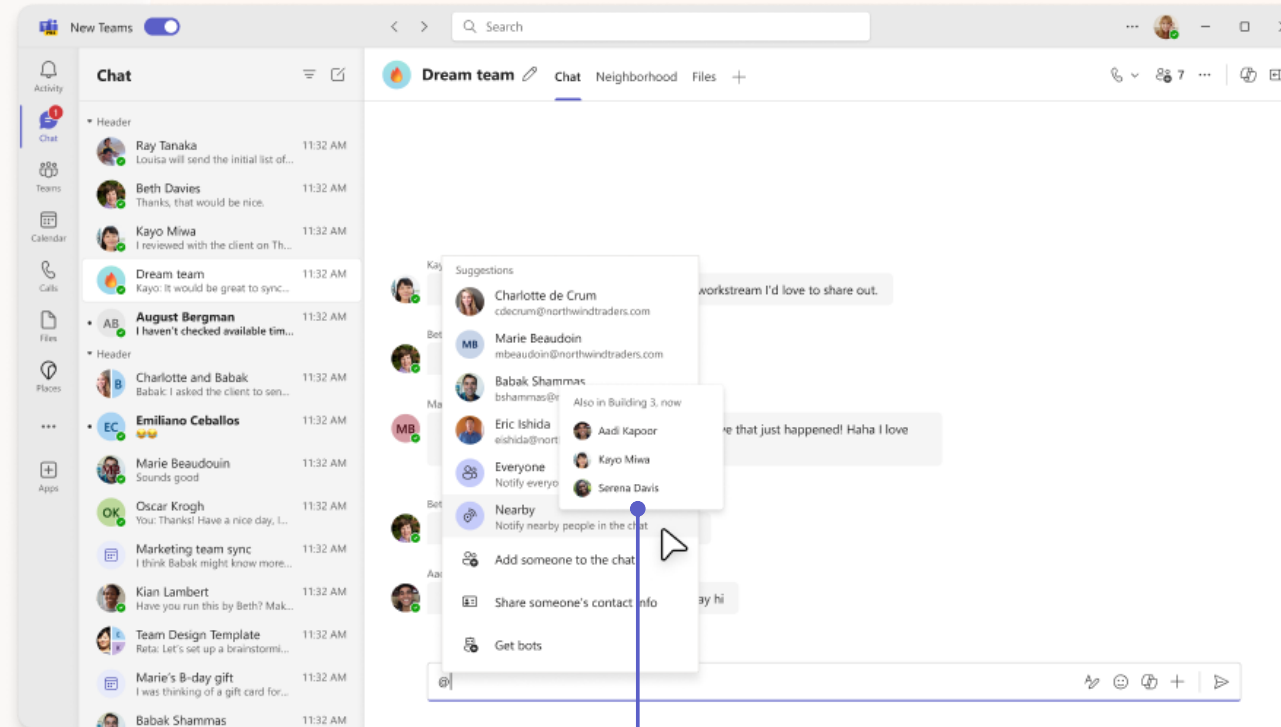 New Teams
Search
Activity
1
Chat
Teams
Calendar
Calls
Files
Places
Apps
Chat
Header
Ray Tanaka 11:32 AM
Louisa will send the initial list of...
Beth Davies 11:32 AM
Thanks, that would be nice.
Kayo Miwa 11:32 AM
I reviewed with the client on Th...
Dream team 11:32 AM
Kayo: It would be great to sync...
AB
August Bergman 11:32 AM
I haven't checked available tim...
Header
B
Charlotte and Babak 11:32 AM
Babak: I asked the client to sen...
EC
Emiliano Ceballos 11:32 AM
Marie Beaudouin 11:32 AM
Sounds good
OK
Oscar Krogh 11:32 AM
You: Thanks! Have a nice day, I...
Marketing team sync 11:32 AM
I think Babak might know more...
Kian Lambert 11:32 AM
Have you run this by Beth? Mak...
Team Design Template 11:32 AM
Reta: Let's set up a brainstormi...
Marie's B-day gift 11:32 AM
I was thinking of a gift card for...
Babak Shammas 11:32 AM
Dream team Chat Neighborhood Files 7
Kay
workstream I'd love to share out.
Bet
Ma
MB
ve that just happened! Haha I love
Bet
Aa
ay hi
Suggestions
Charlotte de Crum
cdecrum@northwindtraders.com
MB
Marie Beaudoin
mbeaudoin@northwindtraders.com
Babak Shammas
bshammas@
Eric Ishida
eishida@nort
Everyone
Notify everyo
Nearby
Notify nearby people in the chat
Add someone to the chat
Share someone's contact info
Get bots
Also in Building 3, now
Aadi Kapoor
Kayo Miwa
Serena Davis
@